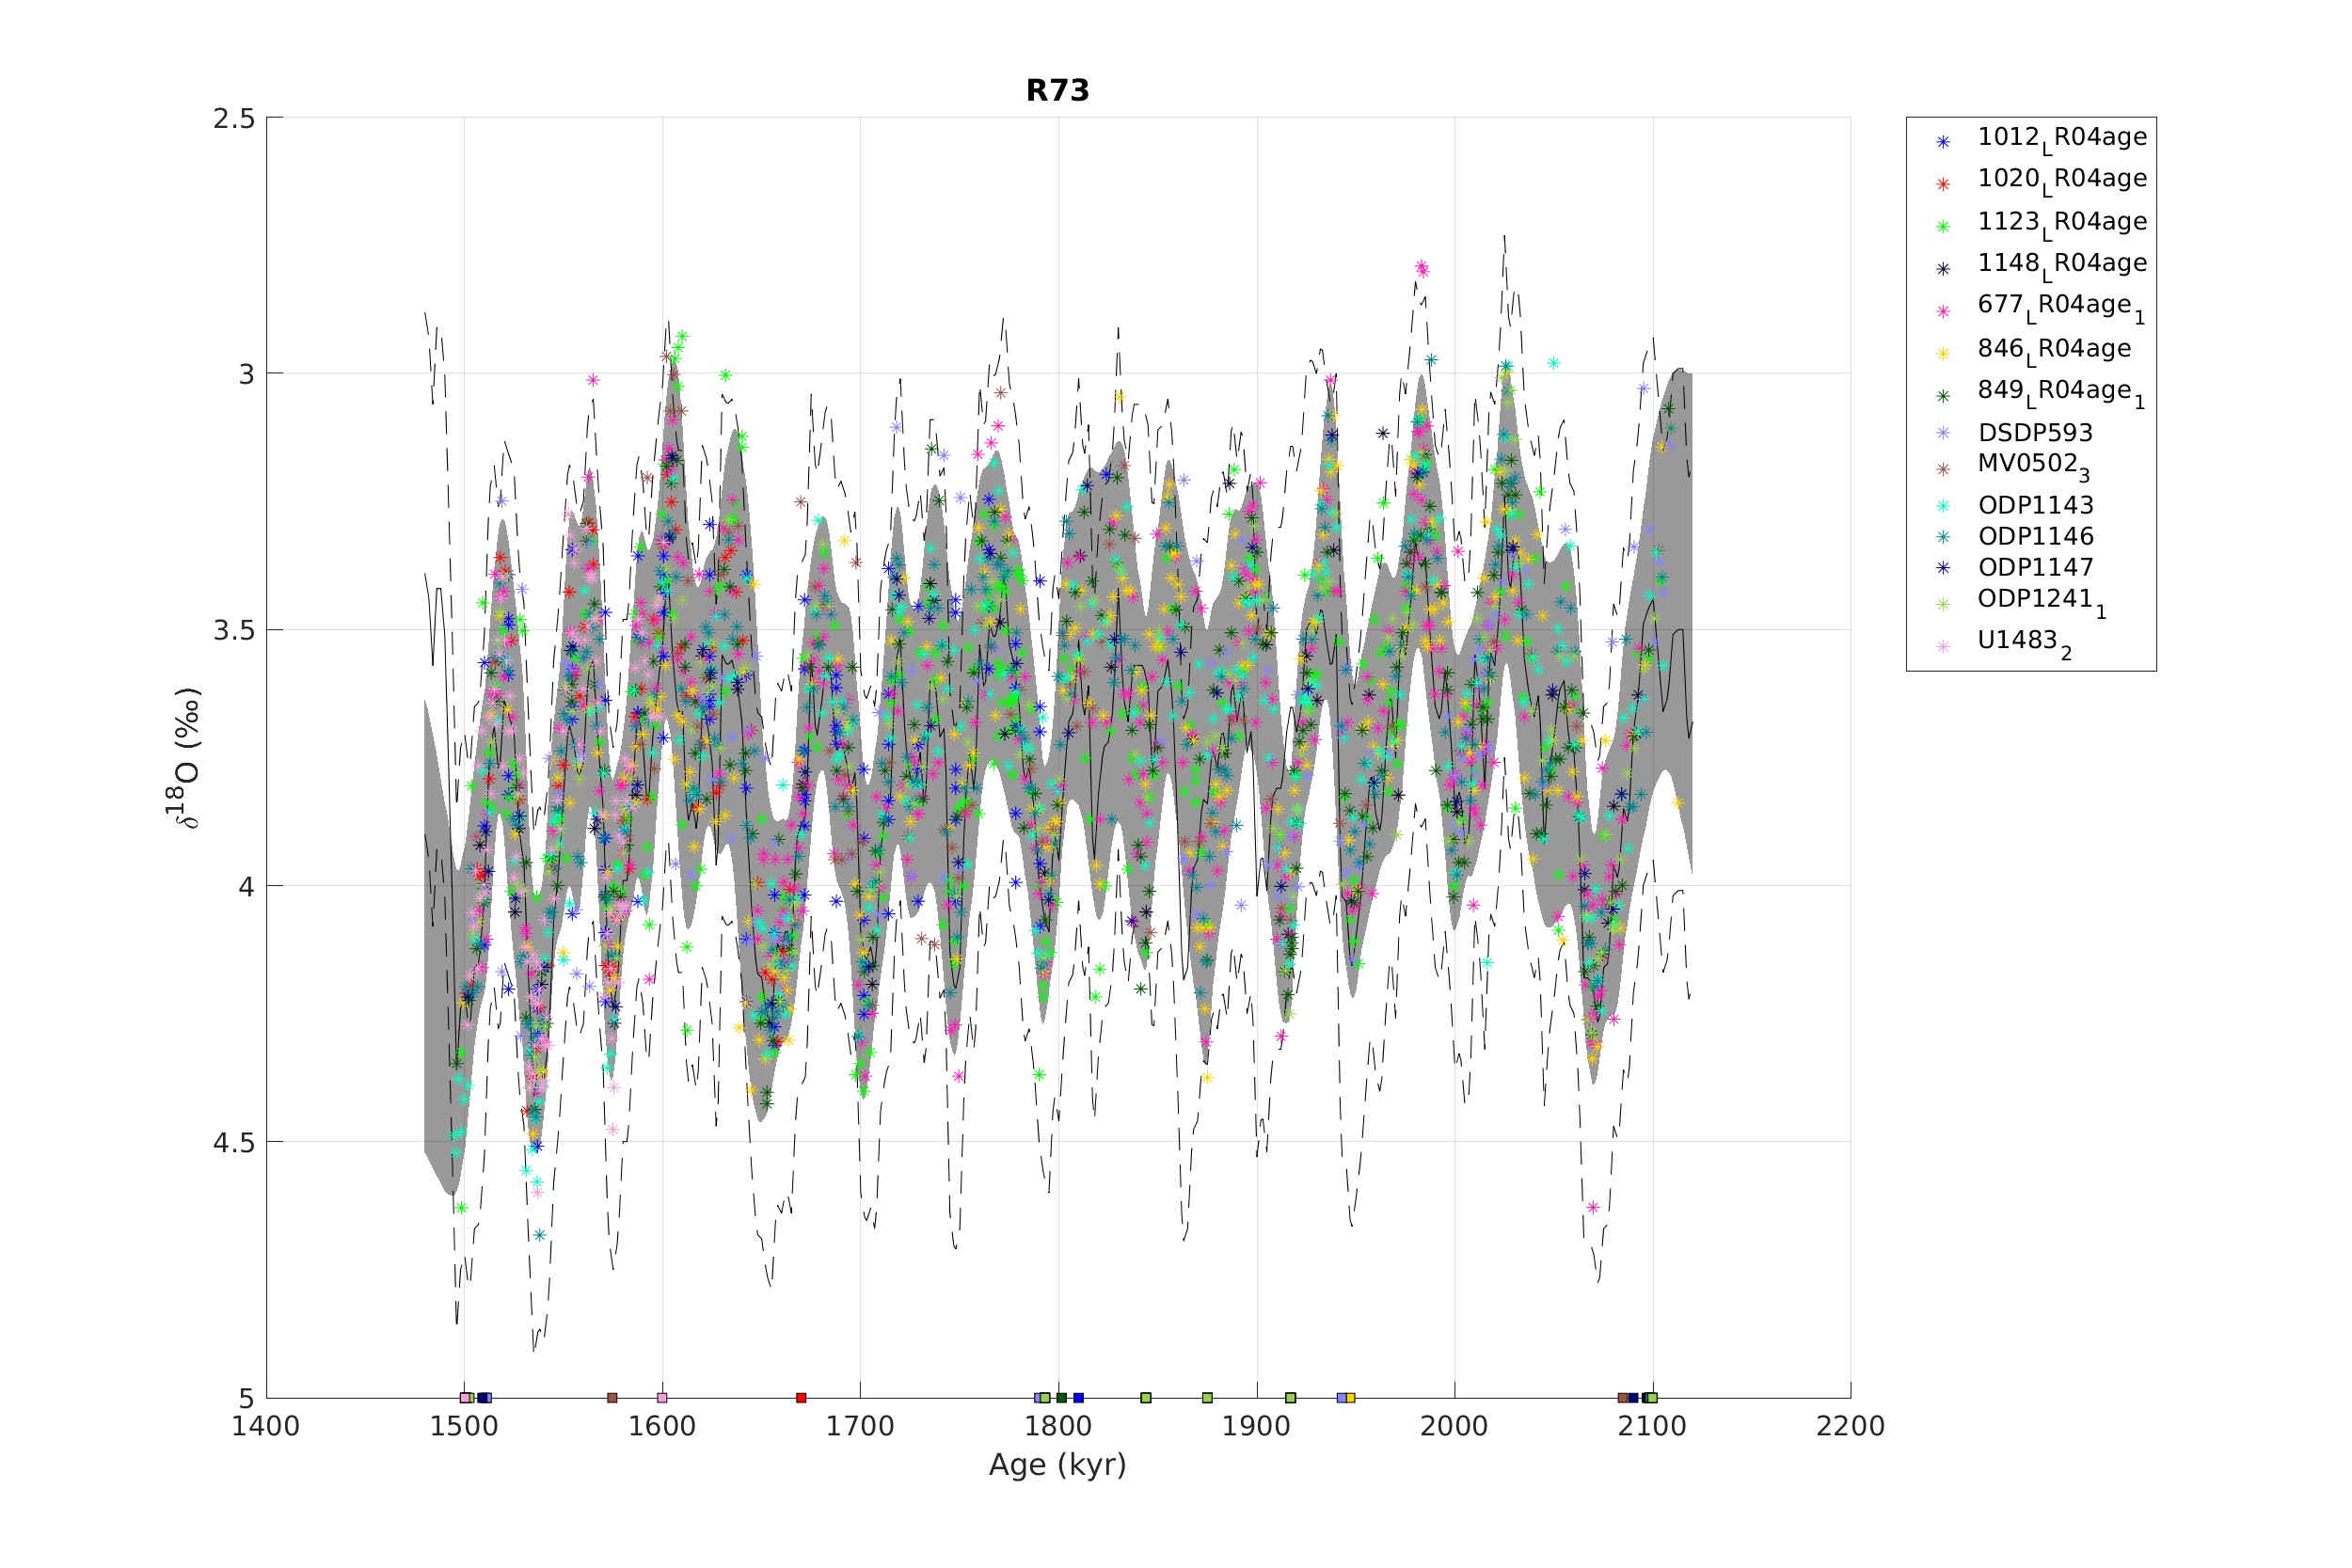 R73
2.5
3
3.5
4
4.5
5
δ18O (‰)
1400 1500 1600 1700 1800 1900 2000 2100 2200
Age (kyr)
1012LR04age
1020LR04age
1123LR04age
1148LR04age
677LR04age1
846LR04age
849LR04age1
DSDP593
MV05023
ODP1143
ODP1146
ODP1147
ODP12411
U14832